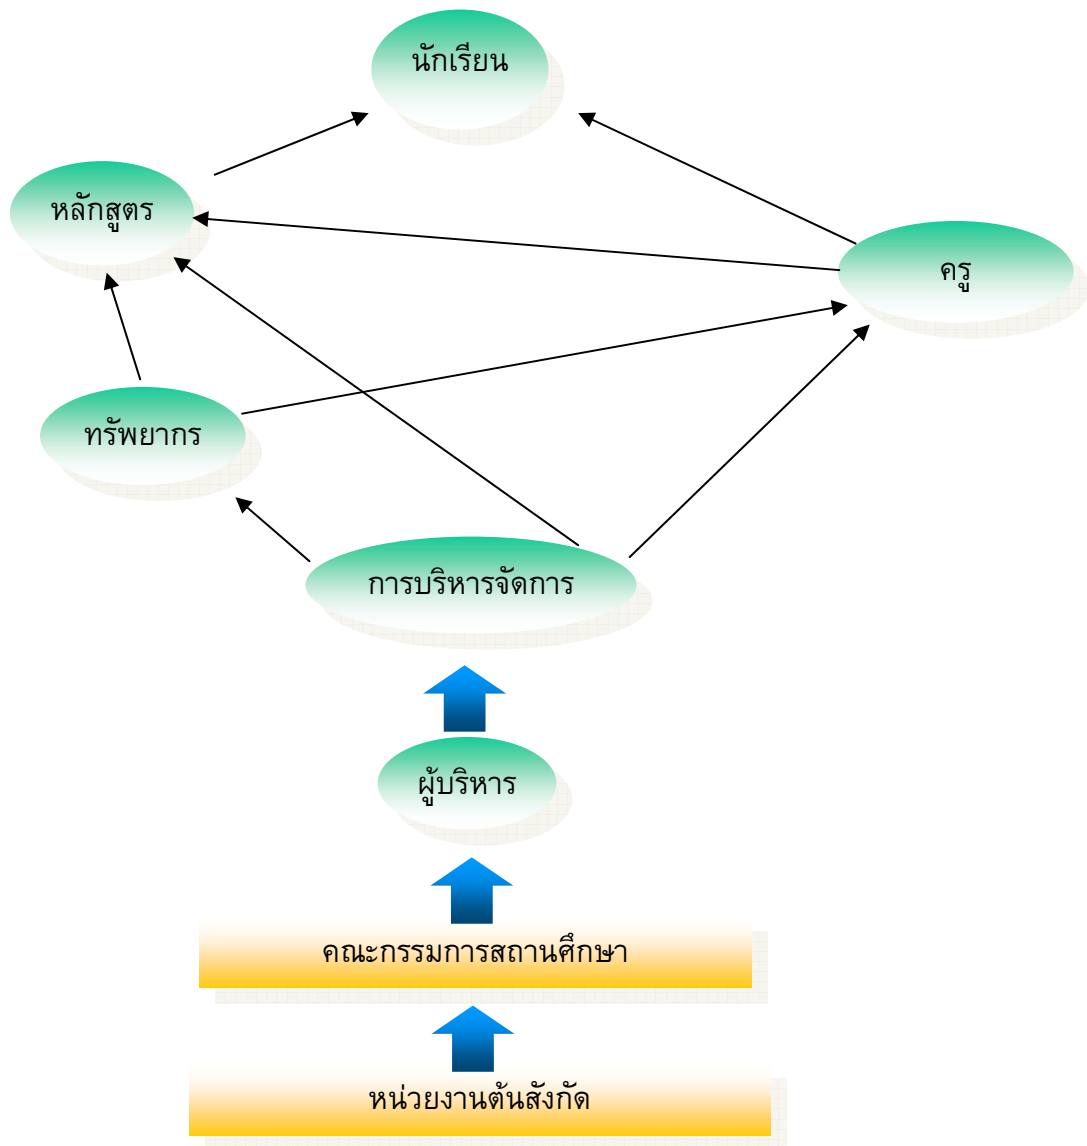 นักเรียน
หลักสูตร
ครู
ทรัพยากร
การบริหารจัดการ
ผู้บริหาร
คณะกรรมการสถานศึกษา
หน่วยงานต้นสังกัด